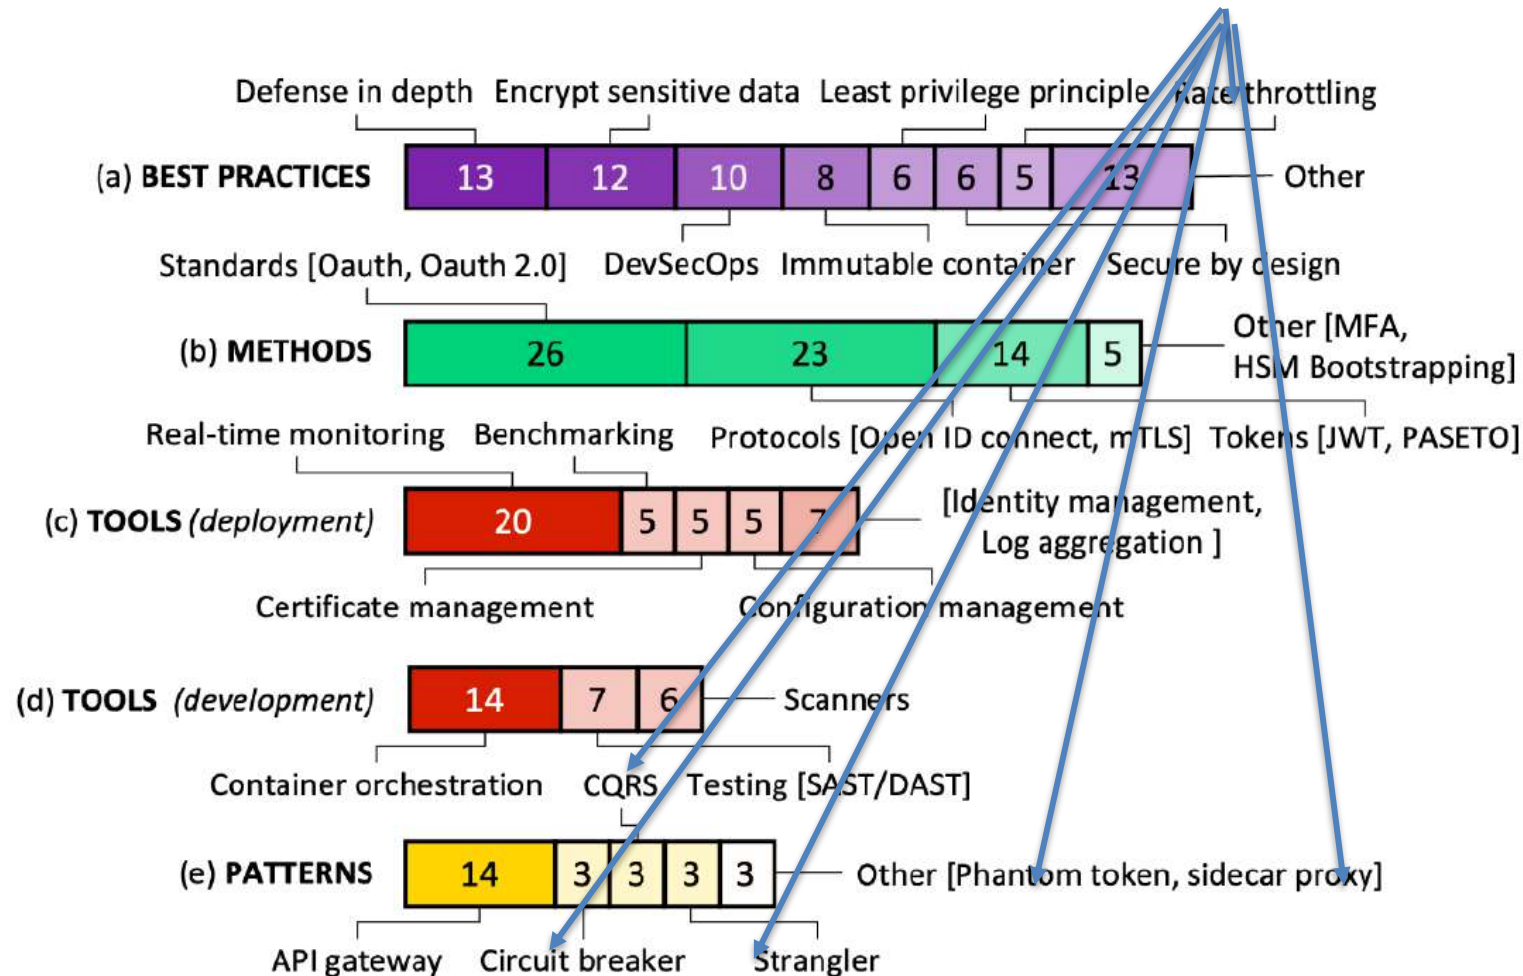 Defense in depth Encrypt sensitive data Least privilege principle Rate throttling
(a) BEST PRACTICES 13 12 10 8 6 6 5 13 Other
Standards [Oauth, Oauth 2.0] DevSecOps Immutable container Secure by design
(b) METHODS 26 23 14 5 Other [MFA,
HSM Bootstrapping]
Real-time monitoring Benchmarking Protocols [Open ID connect, mTLS] Tokens [JWT, PASETO]
(c) TOOLS (deployment) 20 5 5 5 7 [Identity management,
Log aggregation ]
Certificate management Configuration management
(d) TOOLS (development) 14 7 6 Scanners
Container orchestration CQRS Testing [SAST/DAST]
(e) PATTERNS 14 3 3 3 3 Other [Phantom token, sidecar proxy]
API gateway Circuit breaker Strangler